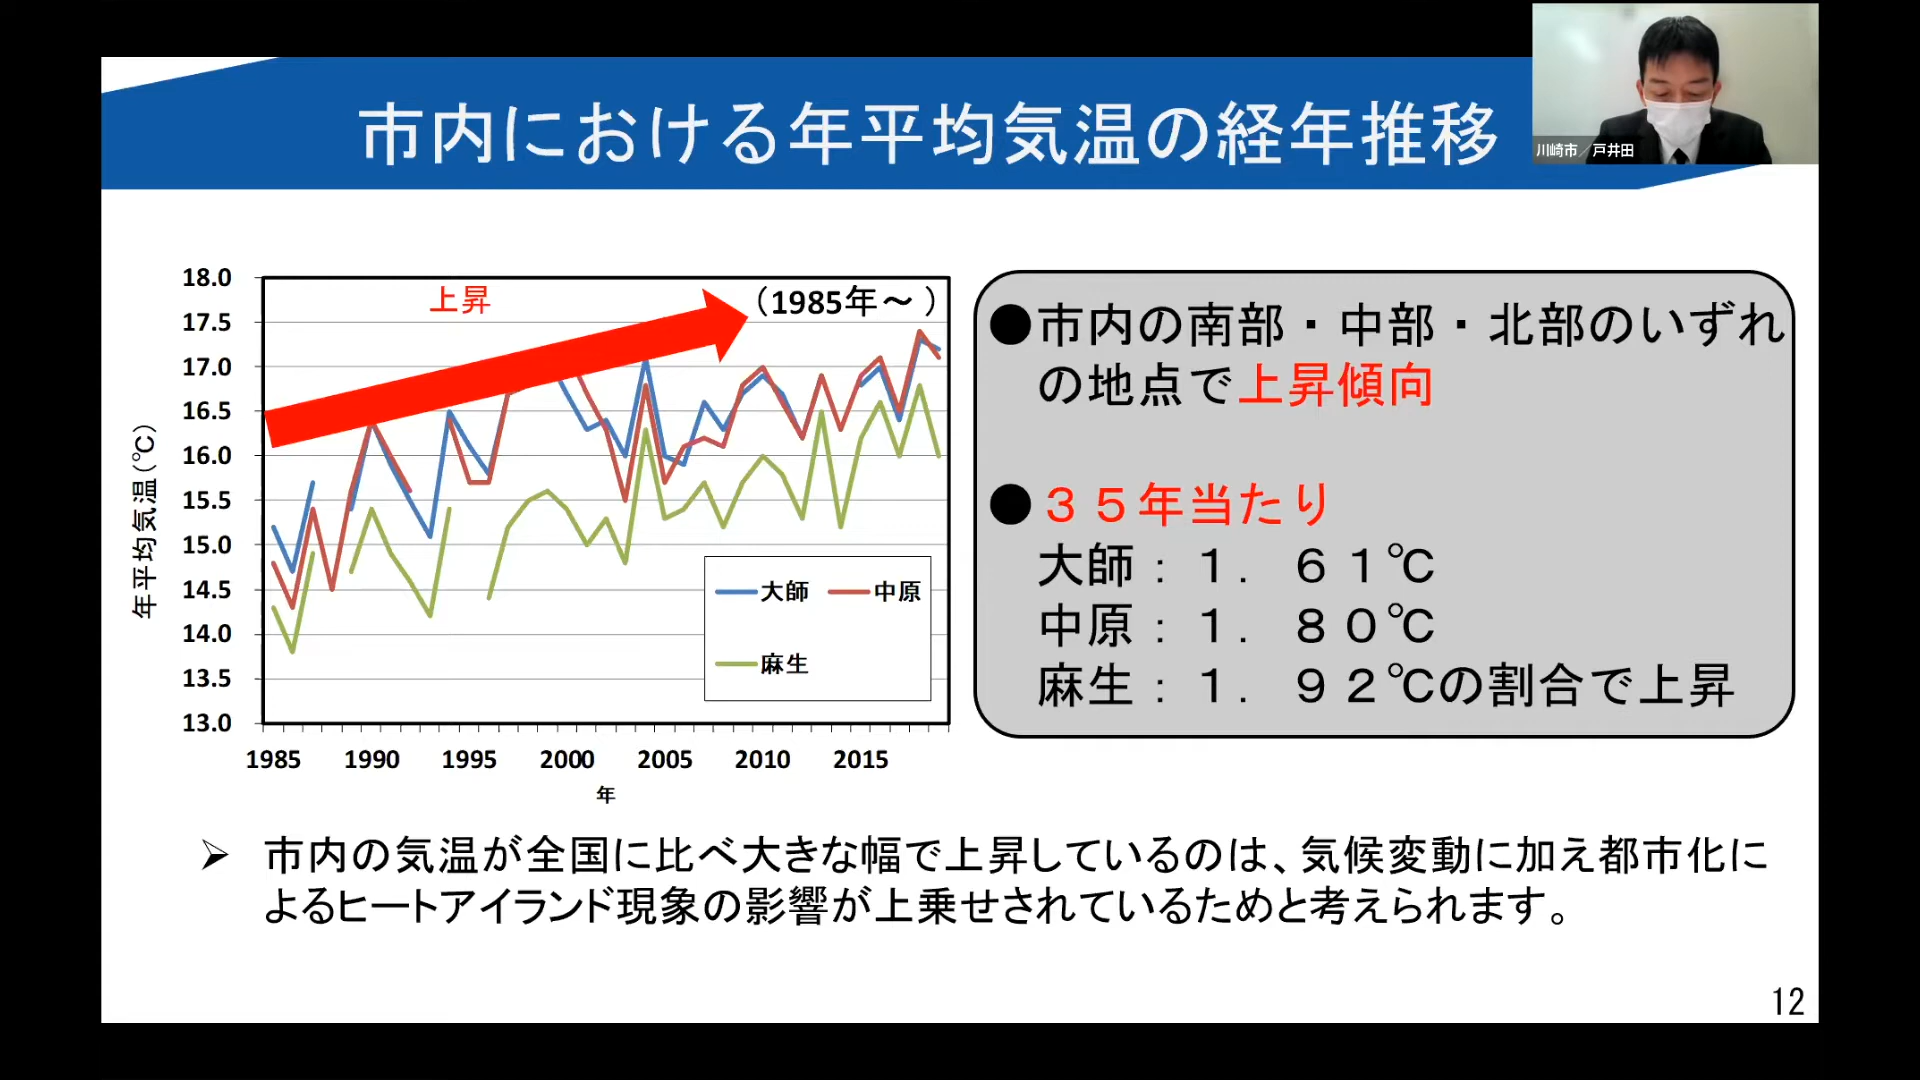 市内における年平均気温の経年推移
川崎市／戸井田
上昇
（1985年～ ）
年平均気温（℃）
18.0
17.5
17.0
16.5
16.0
15.5
15.0
14.5
14.0
13.5
13.0
1985 1990 1995 2000 2005 2010 2015
年
大師 中原
麻生
●市内の南部・中部・北部のいずれ
の地点で上昇傾向
●３５年当たり
大師：１．６１℃
中原：１．８０℃
麻生：１．９２℃の割合で上昇
➢ 市内の気温が全国に比べ大きな幅で上昇しているのは、気候変動に加え都市化に
よるヒートアイランド現象の影響が上乗せされているためと考えられます。
12